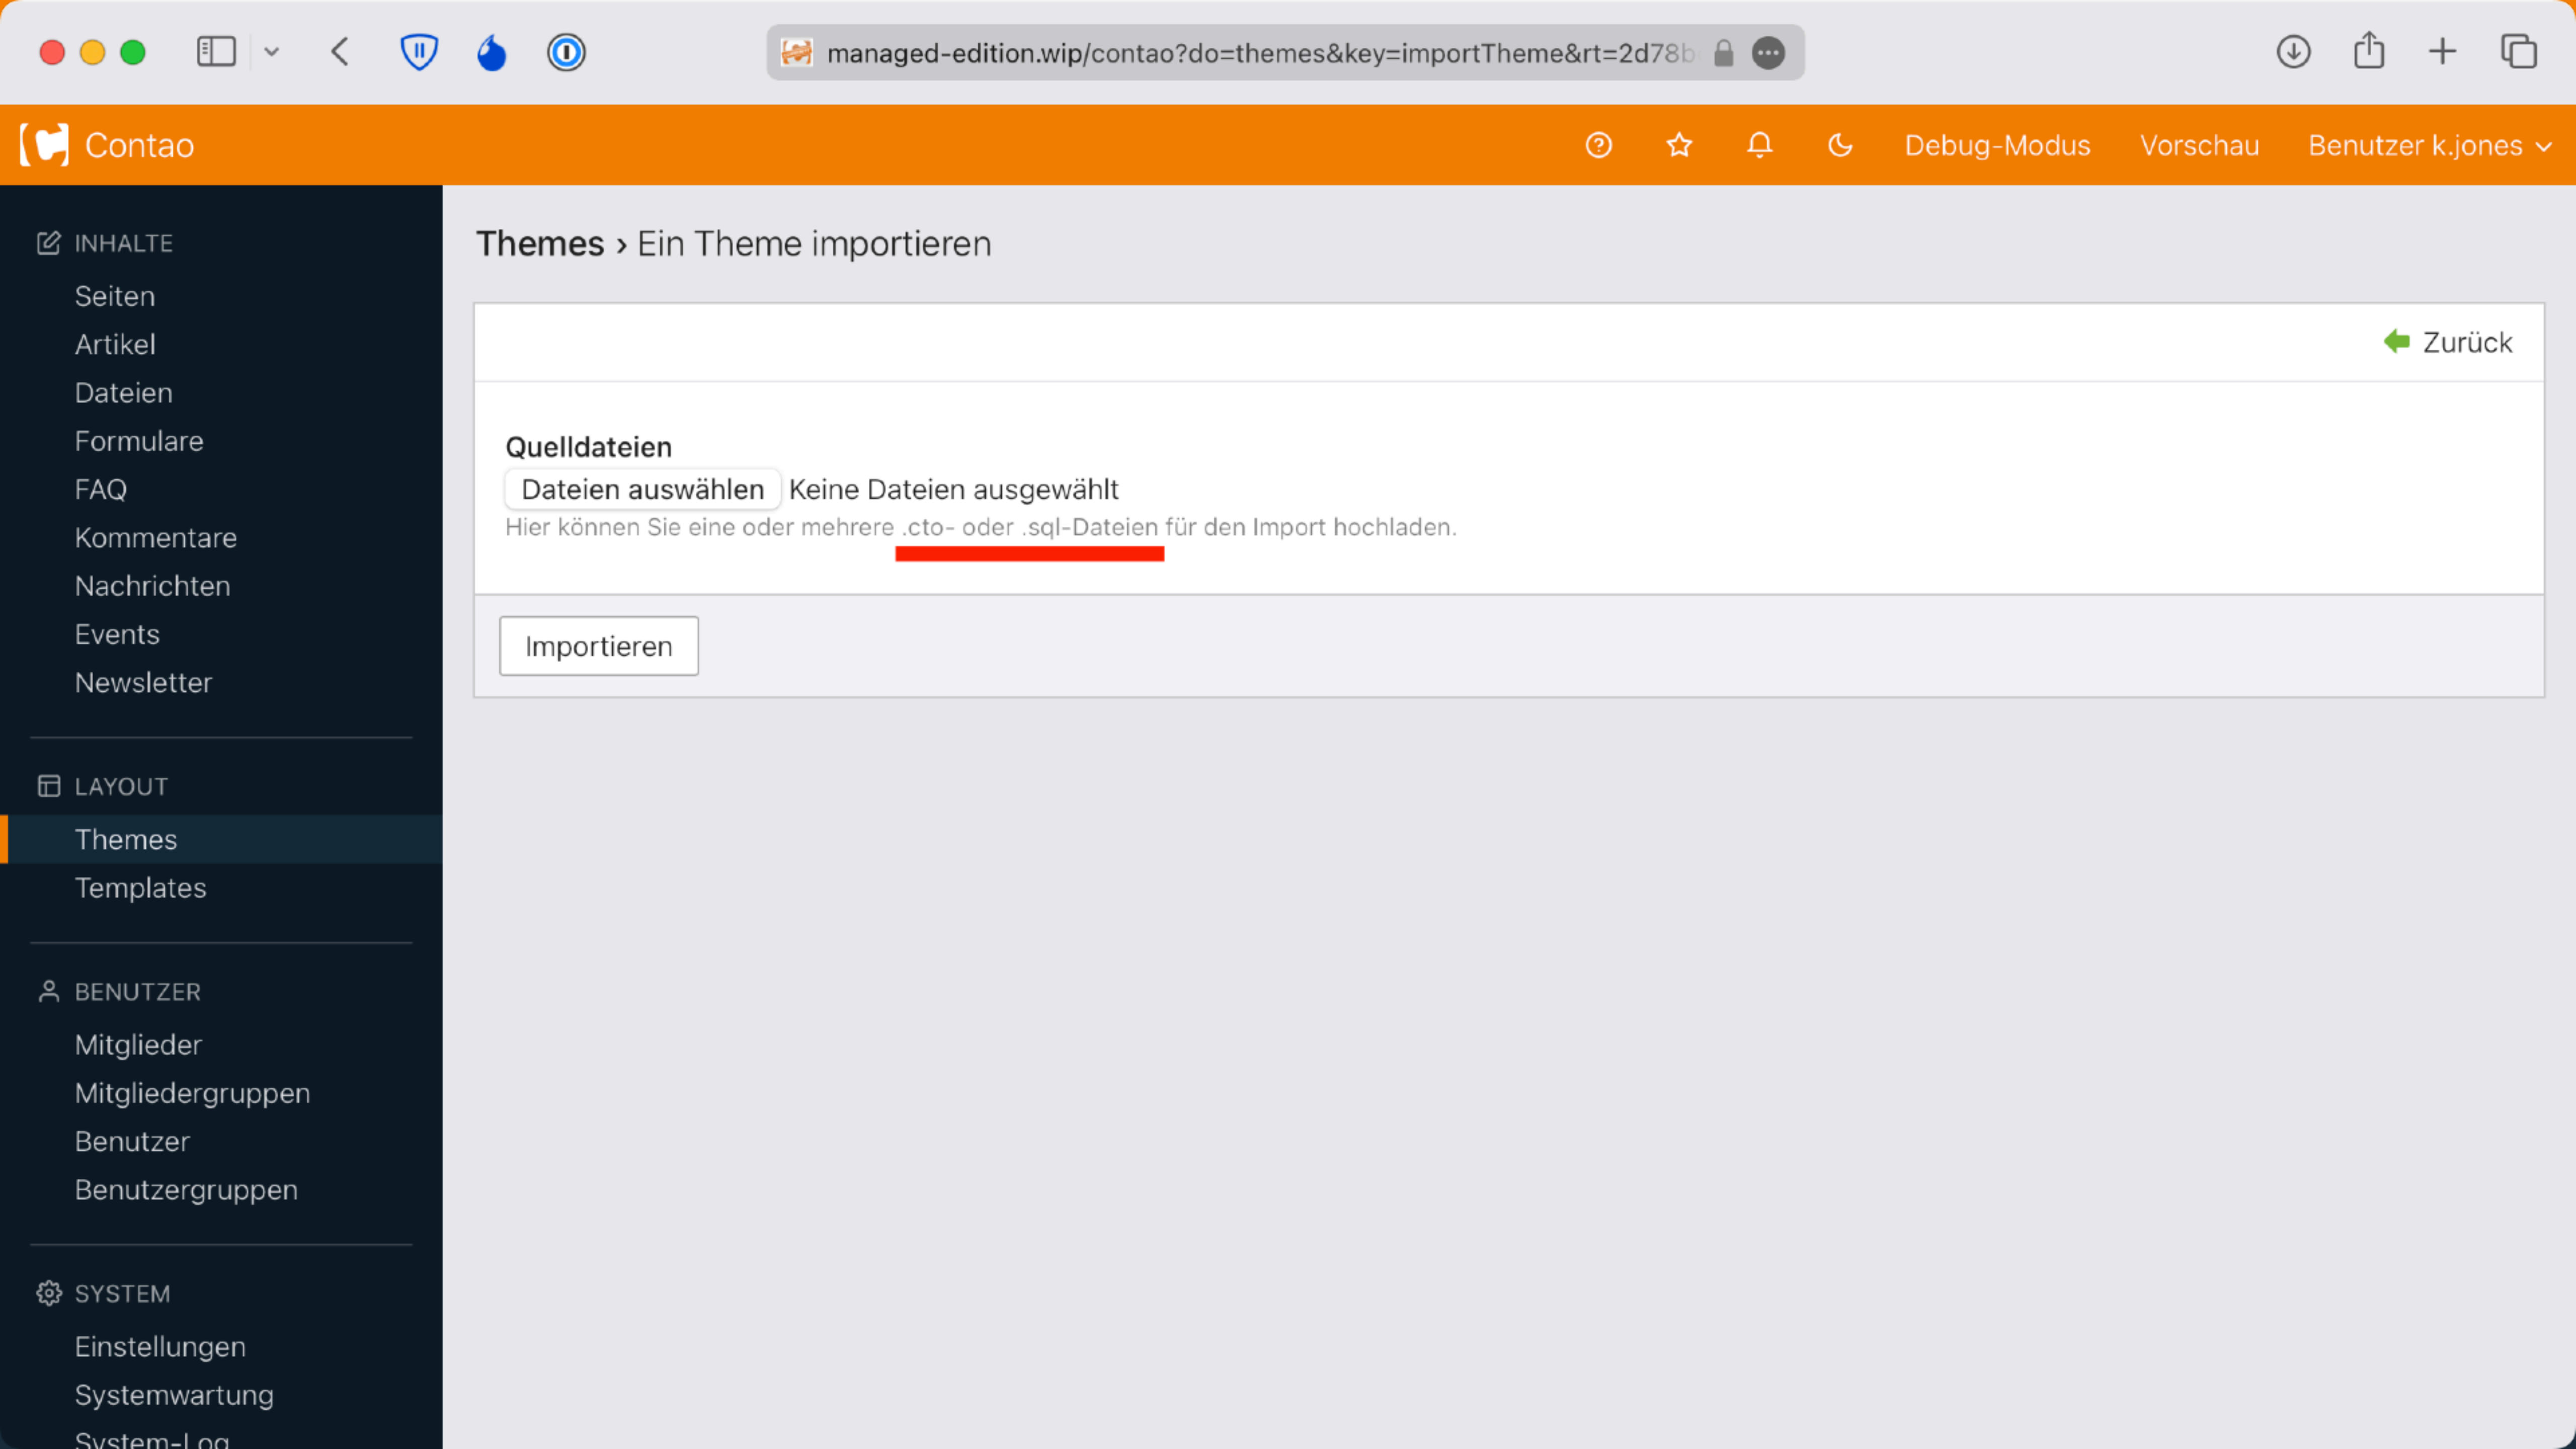 managed-edition.wip/contao?do=themes&key=importTheme&rt=2d78b
Contao
Debug-Modus
Vorschau
Benutzer k.jones
INHALTE
Seiten
Artikel
Dateien
Formulare
FAQ
Kommentare
Nachrichten
Events
Newsletter
LAYOUT
Themes
Templates
BENUTZER
Mitglieder
Mitgliedergruppen
Benutzer
Benutzergruppen
SYSTEM
Einstellungen
Systemwartung
System-Log
Themes › Ein Theme importieren
Zurück
Quelldateien
Dateien auswählen Keine Dateien ausgewählt
Hier können Sie eine oder mehrere .cto- oder .sql-Dateien für den Import hochladen.
Importieren